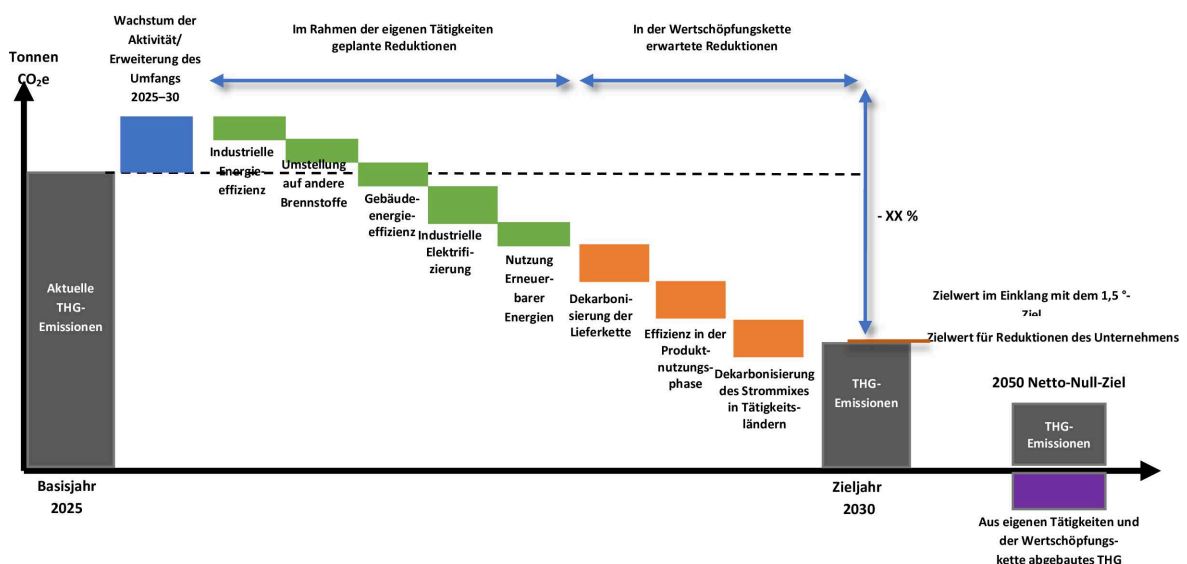 Tonnen
CO₂e
Wachstum der
Aktivität/
Erweiterung des
Umfangs
2025–30
Im Rahmen der eigenen Tätigkeiten
geplante Reduktionen
In der Wertschöpfungskette
erwartete Reduktionen
Industrielle
Energie-
effizienz
Umstellung
auf andere
Brennstoffe
Gebäude-
energie-
effizienz
Industrielle
Elektrifi-
zierung
Nutzung
Erneuer-
barer
Energien
Dekarboni-
sierung der
Lieferkette
Effizienz in der
Produkt-
nutzungs-
phase
Dekarbonisierung
des Strommixes
in Tätigkeits-
ländern
- XX %
Aktuelle
THG-
Emissionen
THG-
Emissionen
Zielwert im Einklang mit dem 1,5 °-
Ziel
Zielwert für Reduktionen des Unternehmens
2050 Netto-Null-Ziel
THG-
Emissionen
Basisjahr
2025
Zieljahr
2030
Aus eigenen Tätigkeiten und
der Wertschöpfungs-
kette abgebautes THG